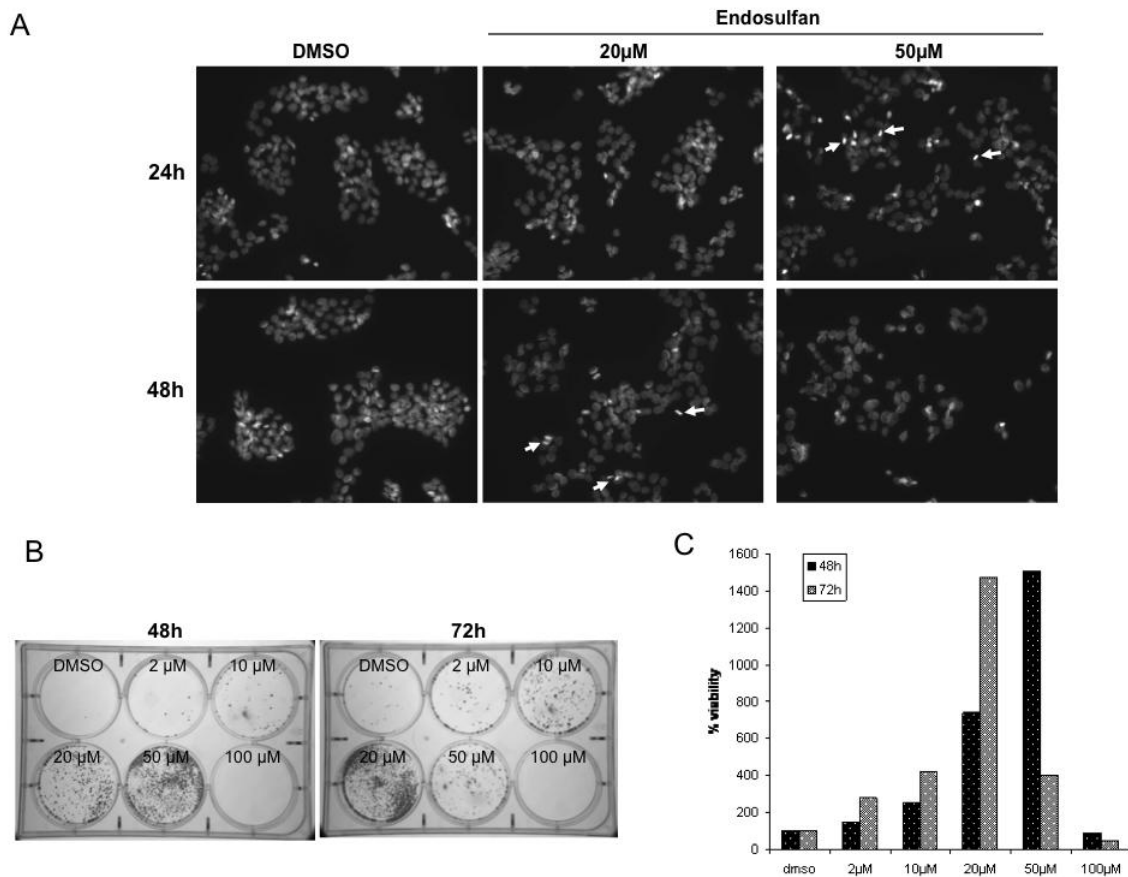 A
Endosulfan
DMSO 20µM 50µM
24h
48h
B
48h 72h
DMSO 2 µM 10 µM DMSO 2 µM 10 µM
20 µM 50 µM 100 µM 20 µM 50 µM 100 µM
C
1600
1400
1200
1000
800
600
400
200
0
% viability
48h
72h
dmso 2µM 10µM 20µM 50µM 100µM